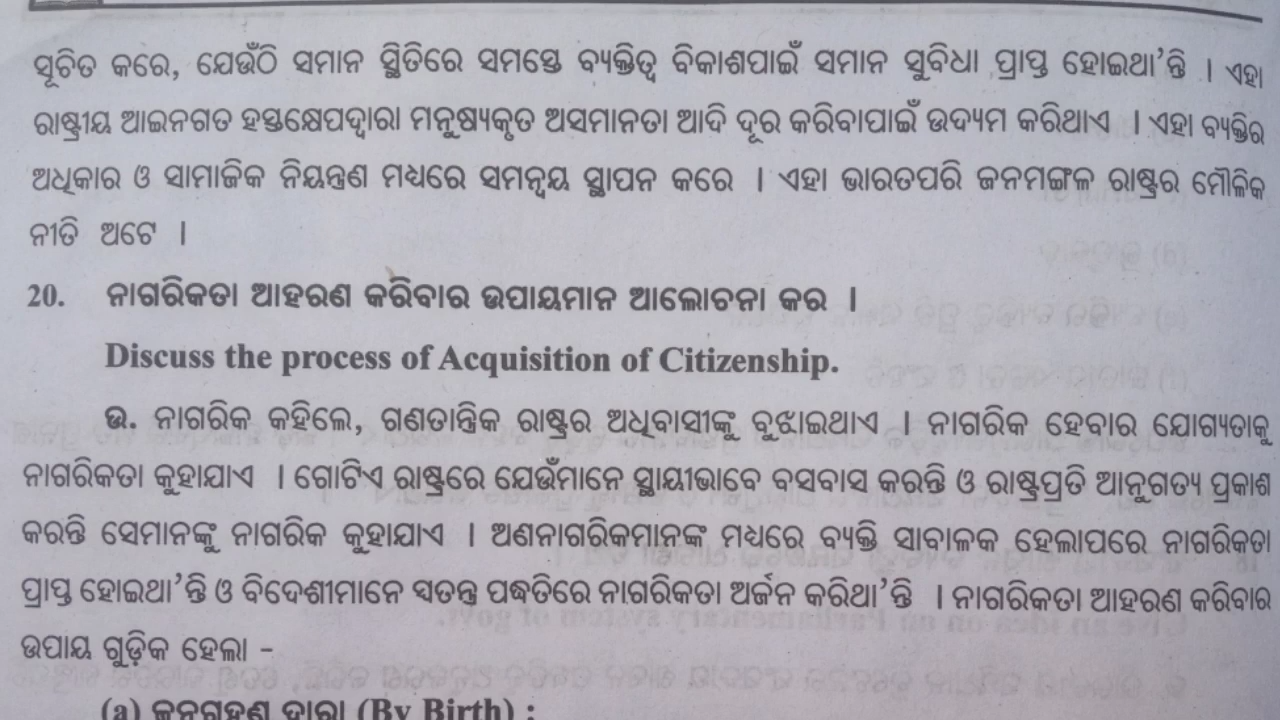 ସୂଚିତ କରେ, ଯେଉଁଠି ସମାନ ସ୍ଥିତିରେ ସମସ୍ତେ ବ୍ୟକ୍ତିତ୍ୱ ବିକାଶପାଇଁ ସମାନ ସୁବିଧା ପ୍ରାପ୍ତ ହୋଇଥା’ନ୍ତି । ଏହା
ରାଷ୍ଟ୍ରୀୟ ଆଇନଗତ ହସ୍ତକ୍ଷେପଦ୍ୱାରା ମନୁଷ୍ୟକୃତ ଅସମାନତା ଆଦି ଦୂର କରିବାପାଇଁ ଉଦ୍ୟମ କରିଥାଏ । ଏହା ବ୍ୟକ୍ତିର
ଅଧିକାର ଓ ସାମାଜିକ ନିୟନ୍ତ୍ରଣ ମଧ୍ୟରେ ସମନ୍ୱୟ ସ୍ଥାପନ କରେ । ଏହା ଭାରତପରି ଜନମଙ୍ଗଳ ରାଷ୍ଟ୍ରର ମୌଳିକ
ନୀତି ଅଟେ ।
20. ନାଗରିକତା ଆହରଣ କରିବାର ଉପାୟମାନ ଆଲୋଚନା କର ।
Discuss the process of Acquisition of Citizenship.
ଉ. ନାଗରିକ କହିଲେ, ଗଣତାନ୍ତ୍ରିକ ରାଷ୍ଟ୍ରର ଅଧିବାସୀଙ୍କୁ ବୁଝାଇଥାଏ । ନାଗରିକ ହେବାର ଯୋଗ୍ୟତାକୁ
ନାଗରିକତା କୁହାଯାଏ । ଗୋଟିଏ ରାଷ୍ଟ୍ରରେ ଯେଉଁମାନେ ସ୍ଥାୟୀଭାବେ ବସବାସ କରନ୍ତି ଓ ରାଷ୍ଟ୍ରପ୍ରତି ଆନୁଗତ୍ୟ ପ୍ରକାଶ
କରନ୍ତି ସେମାନଙ୍କୁ ନାଗରିକ କୁହାଯାଏ । ଅଣନାଗରିକମାନଙ୍କ ମଧ୍ୟରେ ବ୍ୟକ୍ତି ସାବାଳକ ହେଲାପରେ ନାଗରିକତା
ପ୍ରାପ୍ତ ହୋଇଥା’ନ୍ତି ଓ ବିଦେଶୀମାନେ ସ୍ୱତନ୍ତ୍ର ପଦ୍ଧତିରେ ନାଗରିକତା ଅର୍ଜନ କରିଥା’ନ୍ତି । ନାଗରିକତା ଆହରଣ କରିବାର
ଉପାୟ ଗୁଡ଼ିକ ହେଲା -
(a) ଜନ୍ମଗ୍ରହଣ ଦ୍ୱାରା (By Birth) :